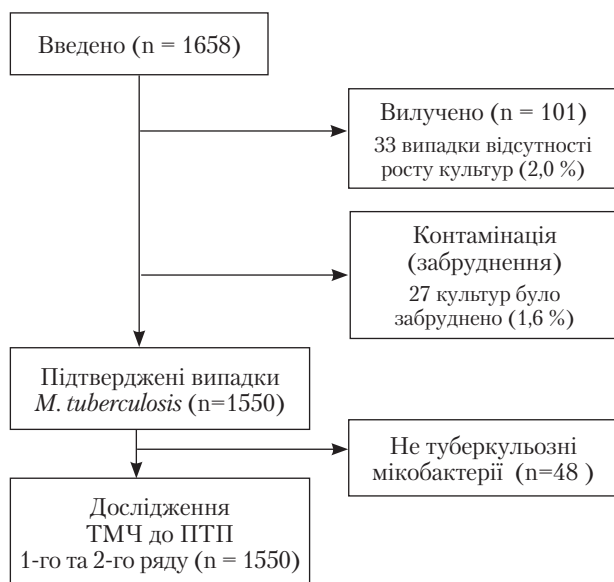 Введено (n = 1658)
Вилучено (n = 101)
33 випадки відсутності
росту культур (2,0 %)
Контамінація
(забруднення)
27 культур було
забруднено (1,6 %)
Підтверджені випадки
M. tuberculosis (n=1550)
Не туберкульозні
мікобактерії (n=48 )
Дослідження
ТМЧ до ПТП
1-го та 2-го ряду (n = 1550)